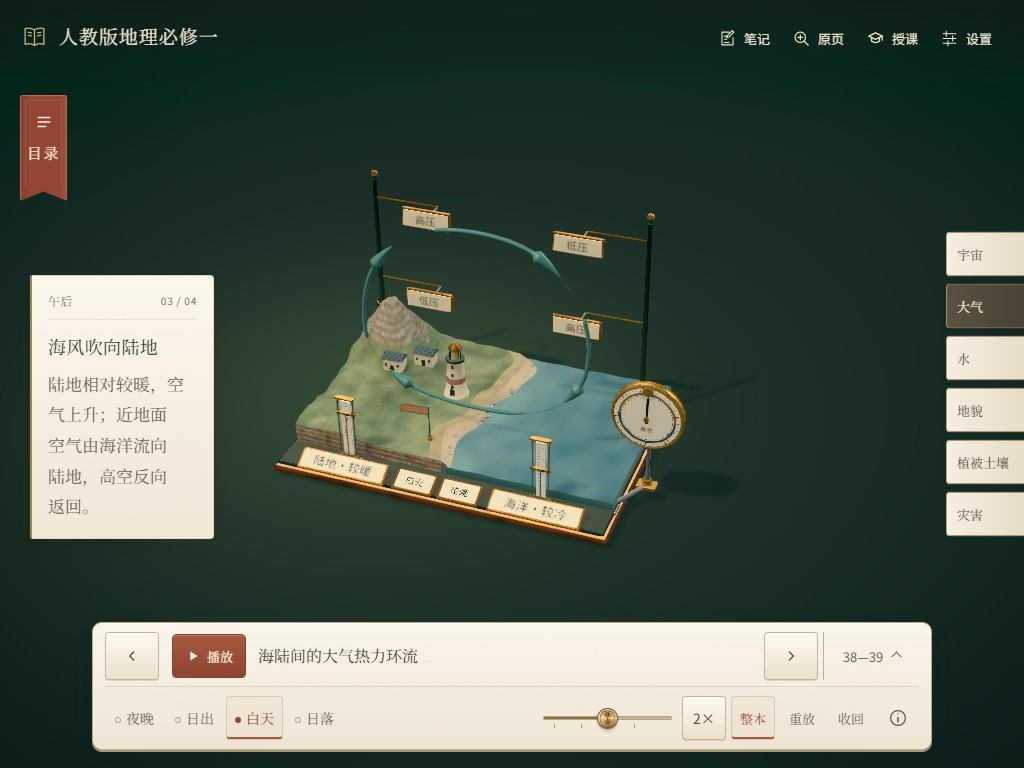 人教版地理必修一
笔记
原页
授课
设置
目录
高压
低压
低压
高压
宇宙
大气
水
地貌
植被土壤
灾害
午后
03 / 04
海风吹向陆地
陆地相对较暖，空
气上升；近地面
空气由海洋流向
陆地，高空反向
返回。
陆地·较暖
海洋·较冷
播放
海陆间的大气热力环流
38—39
夜晚
日出
白天
日落
2×
整本
重放
收回